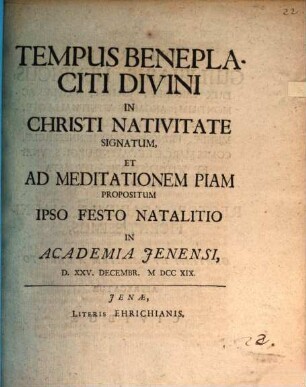 TEMPUS BENEPLA-
CITI DIVINI
IN
CHRISTI NATIVITATE
SIGNATUM,
ET
AD MEDITATIONEM PIAM
PROPOSITUM
IPSO FESTO NATALITIO
IN
ACADEMIA JENENSI,
D. XXV. DECEMBR. M DCC XIX.
JENÆ,
LITERIS EHRICHIANIS.